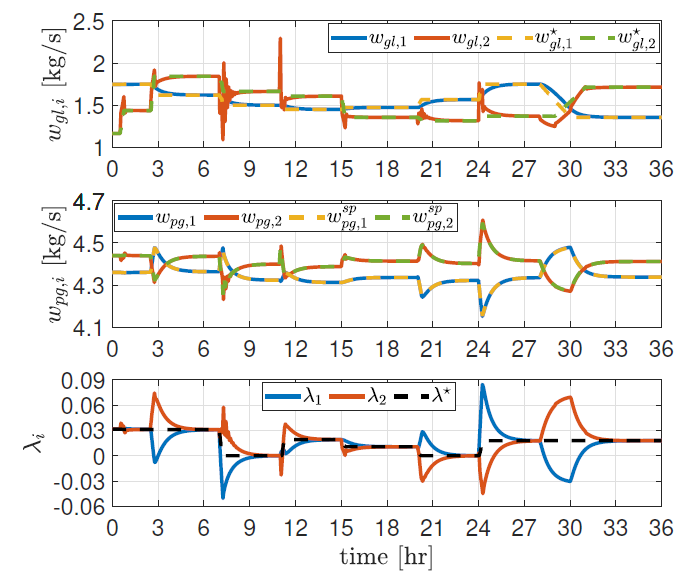 2.5
w_{gl,1} w_{gl,2} w^{⋆}_{gl,1} w^{⋆}_{gl,2}
2
1.5
1
w_{gl,i} [kg/s]
0 3 6 9 12 15 18 21 24 27 30 33 36
4.7
w_{pg,1} w_{pg,2} w^{sp}_{pg,1} w^{sp}_{pg,2}
4.5
4.3
4.1
w_{pg,i} [kg/s]
0 3 6 9 12 15 18 21 24 27 30 33 36
0.09
λ_1 λ_2 λ^⋆
0.06
0.03
0
-0.03
-0.06
λ_i
0 3 6 9 12 15 18 21 24 27 30 33 36
time [hr]